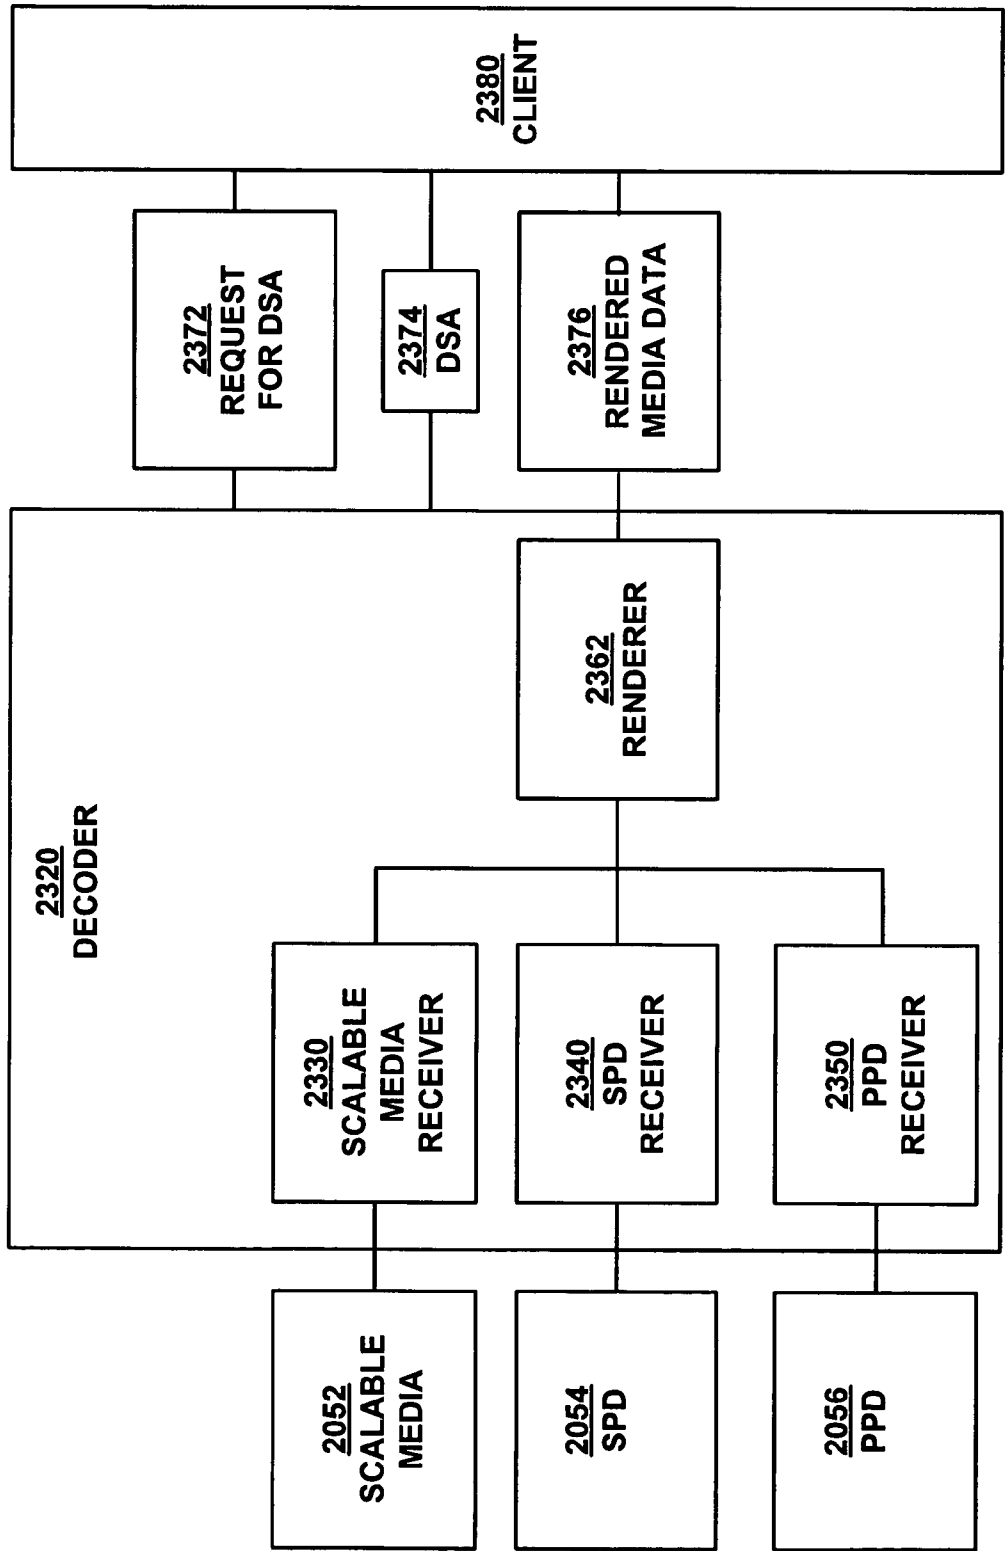 2052
SCALABLE
MEDIA
2054
SPD
2056
PPD
2320
DECODER
2330
SCALABLE
MEDIA
RECEIVER
2340
SPD
RECEIVER
2350
PPD
RECEIVER
2362
RENDERER
2372
REQUEST
FOR DSA
2374
DSA
2376
RENDERED
MEDIA DATA
2380
CLIENT